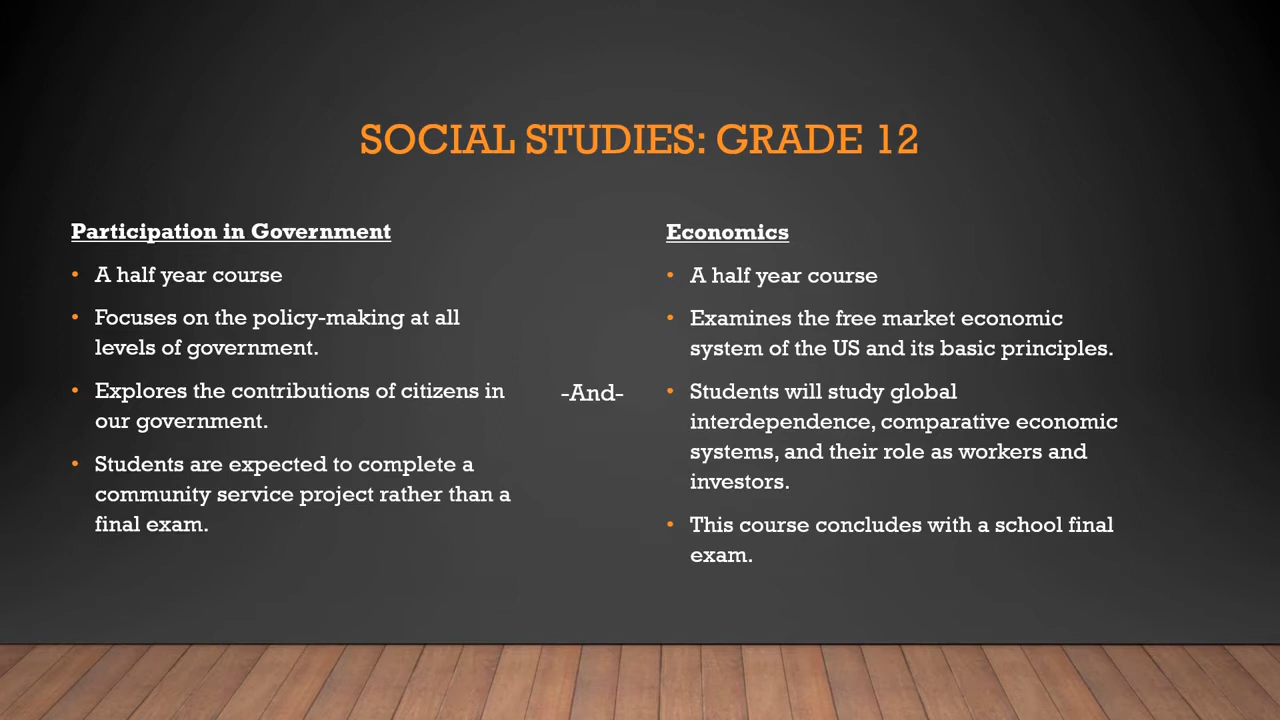 SOCIAL STUDIES: GRADE 12
Participation in Government
• A half year course
• Focuses on the policy-making at all
levels of government.
• Explores the contributions of citizens in
our government.
• Students are expected to complete a
community service project rather than a
final exam.
-And-
Economics
• A half year course
• Examines the free market economic
system of the US and its basic principles.
• Students will study global
interdependence, comparative economic
systems, and their role as workers and
investors.
• This course concludes with a school final
exam.